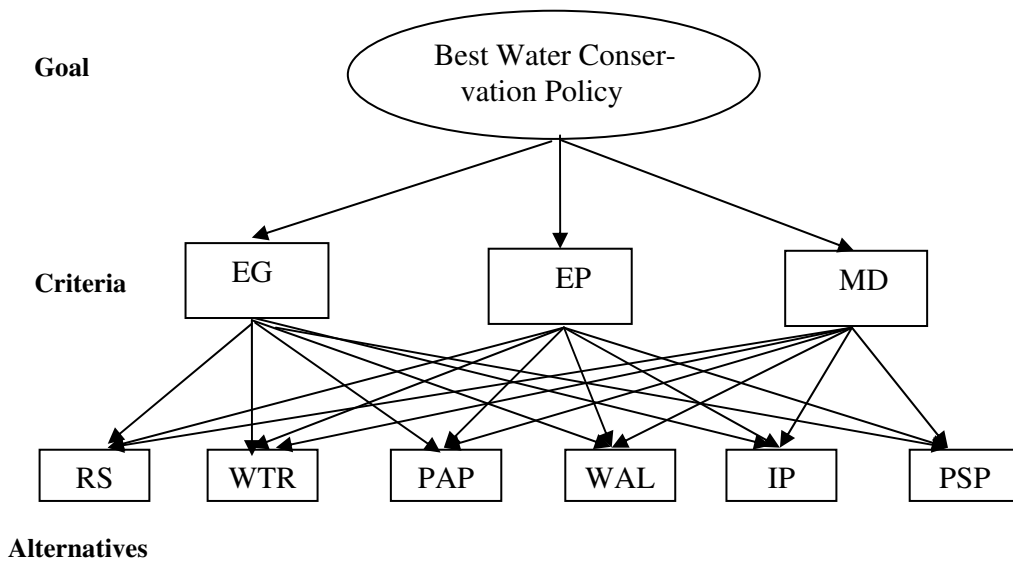 Goal
Best Water Conser-
vation Policy
Criteria
EG
EP
MD
RS
WTR
PAP
WAL
IP
PSP
Alternatives